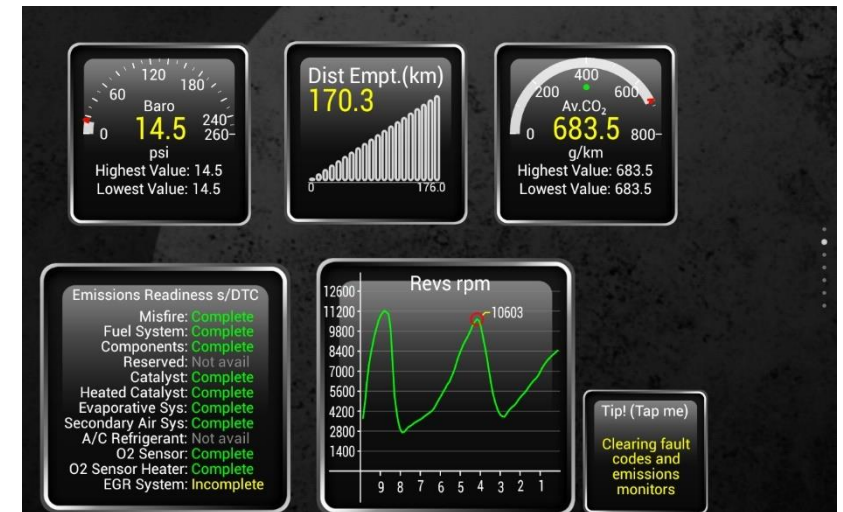 120
60
180
Baro
0
14.5
240
260
psi
Highest Value: 14.5
Lowest Value: 14.5
Dist Empt.(km)
170.3
0
176.0
400
200
600
Av.CO₂
0
683.5
800
g/km
Highest Value: 683.5
Lowest Value: 683.5
Emissions Readiness s/DTC
Misfire: Complete
Fuel System: Complete
Components: Complete
Reserved: Not avail
Catalyst: Complete
Heated Catalyst: Complete
Evaporative Sys: Complete
Secondary Air Sys: Complete
A/C Refrigerant: Not avail
O2 Sensor: Complete
O2 Sensor Heater: Complete
EGR System: Incomplete
Revs rpm
12600
11200
10603
9800
8400
7000
5600
4200
2800
1400
9 8 7 6 5 4 3 2 1
Tip! (Tap me)
Clearing fault
codes and
emissions
monitors